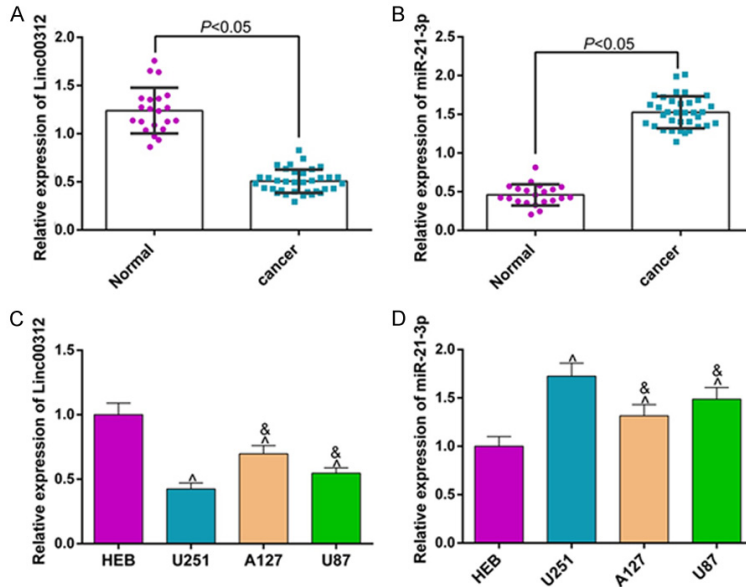 A
Relative expression of Linc00312
2.0
1.5
1.0
0.5
0.0
P<0.05
Normal
cancer
B
Relative expression of miR-21-3p
2.5
2.0
1.5
1.0
0.5
0.0
P<0.05
Normal
cancer
C
Relative expression of Linc00312
1.5
1.0
0.5
0.0
^
&
^
&
^
HEB
U251
A127
U87
D
Relative expression of miR-21-3p
2.0
1.5
1.0
0.5
0.0
^
&
^
&
^
HEB
U251
A127
U87